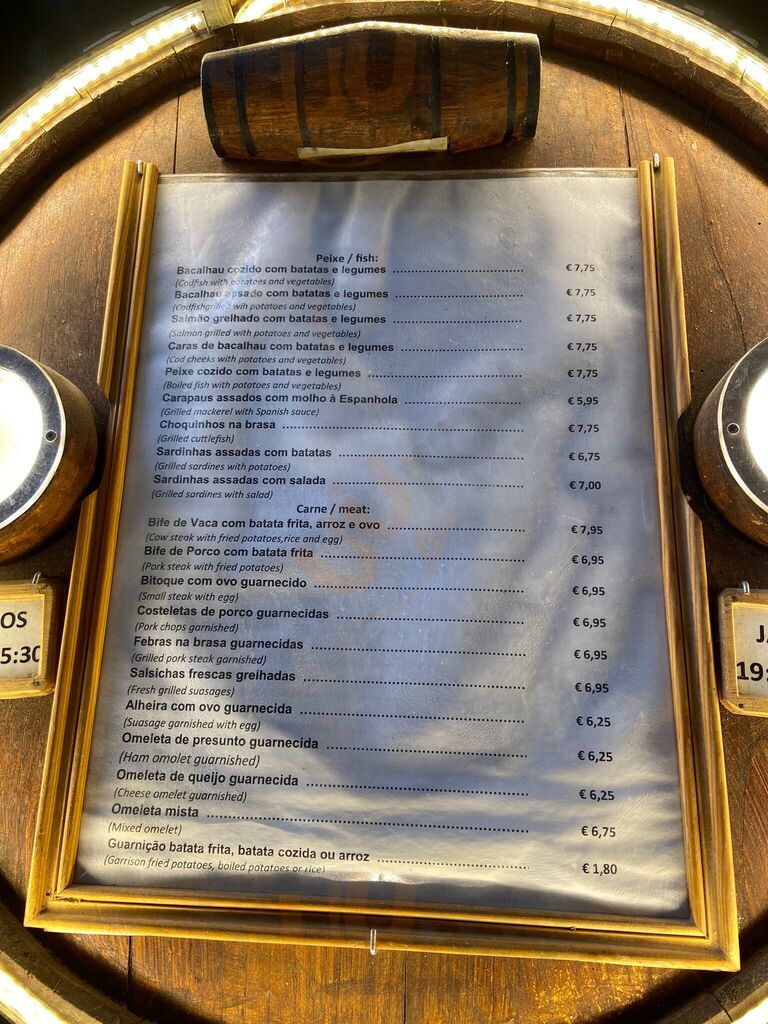 Peixe / fish:
Bacalhau cozido com batatas e legumes ........ € 7,75
(Codfish with potatoes and vegetables)
Bacalhau assado com batatas e legumes ........ € 7,75
(Codfishgrilled wih potatoes and vegetables)
Salmão grelhado com batatas e legumes ........ € 7,75
(Salmon grilled with potatoes and vegetables)
Caras de bacalhau com batatas e legumes ........ € 7,75
(Cod cheeks with potatoes and vegetables)
Peixe cozido com batatas e legumes ........ € 7,75
(Boiled fish with potatoes and vegetables)
Carapaus assados com molho à Espanhola ........ € 5,95
(Grilled mackerel with Spanish sauce)
Choquinhos na brasa ........ € 7,75
(Grilled cuttlefish)
Sardinhas assadas com batatas ........ € 6,75
(Grilled sardines with potatoes)
Sardinhas assadas com salada ........ € 7,00
(Grilled sardines with salad)
Carne / meat:
Bife de Vaca com batata frita, arroz e ovo ........ € 7,95
(Cow steak with fried potatoes,rice and egg)
Bife de Porco com batata frita ........ € 6,95
(Pork steak with fried potatoes)
Bitoque com ovo guarnecido ........ € 6,95
(Small steak with egg)
Costeletas de porco guarnecidas ........ € 6,95
(Pork chops garnished)
Febras na brasa guarnecidas ........ € 6,95
(Grilled pork steak garnished)
Salsichas frescas grelhadas ........ € 6,95
(Fresh grilled suasages)
Alheira com ovo guarnecida ........ € 6,25
(Suasage garnished with egg)
Omeleta de presunto guarnecida ........ € 6,25
(Ham omolet guarnished)
Omeleta de queijo guarnecida ........ € 6,25
(Cheese omelet guarnished)
Omeleta mista ........ € 6,75
(Mixed omelet)
Guarnição batata frita, batata cozida ou arroz ........ € 1,80
(Garrison fried potatoes, boiled potatoes or rice)
OS
5:30
19: